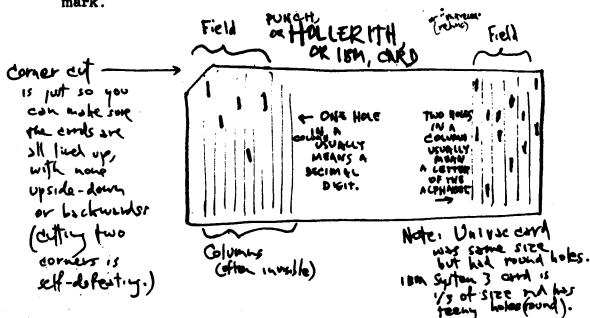 mark.
Field
PUNCH,
or HOLLERITH,
OR IBM, CARD
Field
corner cut
is just so you
can make sure
the cards are
all lined up,
with none
upside-down
or backwards
(cutting two
corners is
self-defeating.)
← ONE HOLE
IN A
COLUMN
USUALLY
MEANS A
DECIMAL
DIGIT.
TWO HOLES
IN A
COLUMN
USUALLY
MEAN
A LETTER
OF THE
ALPHABET
→
Columns
(often invisible)
Note: Univac card
was same size
but had round holes.
IBM System 3 card is
1/3 of size and has
teeny holes (round).